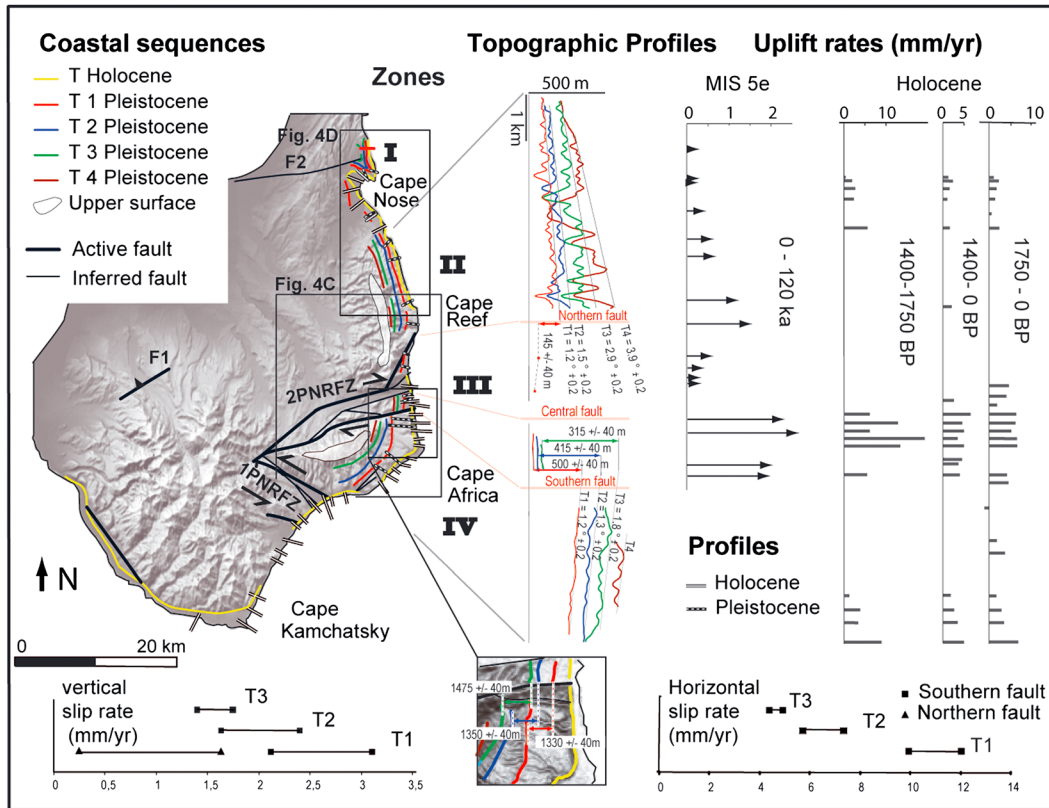 Coastal sequences
T Holocene
T 1 Pleistocene
T 2 Pleistocene
T 3 Pleistocene
T 4 Pleistocene
Upper surface
Active fault
Inferred fault
Zones
Fig. 4D
F2
I
Cape
Nose
II
Fig. 4C
Cape
Reef
F1
2PNRFZ
III
1PNRFZ
Cape
Africa
IV
N
Cape
Kamchatsky
0
20 km
Topographic Profiles
500 m
1 km
Northern fault
145 +/- 40 m
T1 = 1.2° ± 0.2
T2 = 1.5° ± 0.2
T3 = 2.9° ± 0.2
T4 = 3.9° ± 0.2
Central fault
315 +/- 40 m
415 +/- 40 m
500 +/- 40 m
Southern fault
T1 = 1.2° ± 0.2
T2 = 1.3° ± 0.2
T3 = 1.8° ± 0.2
T4
1475 +/- 40m
1350 +/- 40m
1330 +/- 40m
Uplift rates (mm/yr)
MIS 5e
Holocene
0 1 2
0 10
0 5
0 10
0 - 120 ka
1400-1750 BP
1400- 0 BP
1750 - 0 BP
Profiles
Holocene
Pleistocene
vertical
slip rate
(mm/yr)
T3
T2
T1
0 0,5 1 1,5 2 2,5 3 3,5
Horizontal
slip rate
(mm/yr)
T3
T2
T1
Southern fault
Northern fault
0 2 4 6 8 10 12 14